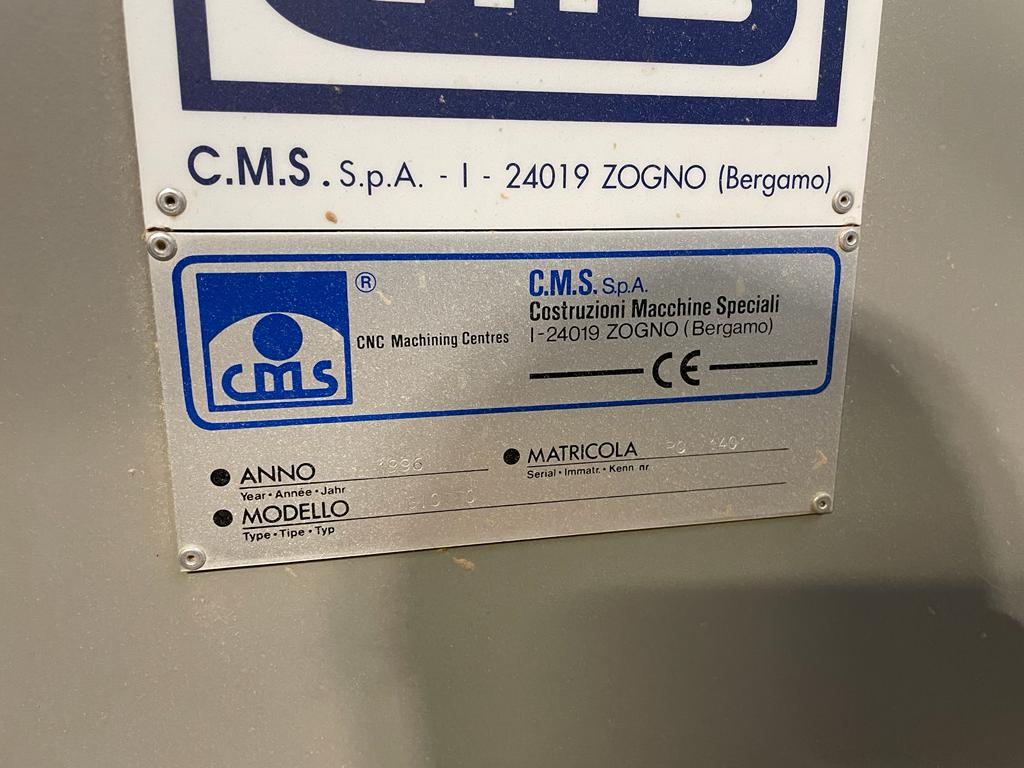 C.M.S. S.p.A. - I - 24019 ZOGNO (Bergamo)
cms ®
CNC Machining Centres
C.M.S. S.p.A.
Costruzioni Macchine Speciali
I-24019 ZOGNO (Bergamo)
CE
ANNO 1996
Year • Année • Jahr
MATRICOLA
Serial • Immatr. • Kenn nr
MODELLO
Type • Tipe • Typ